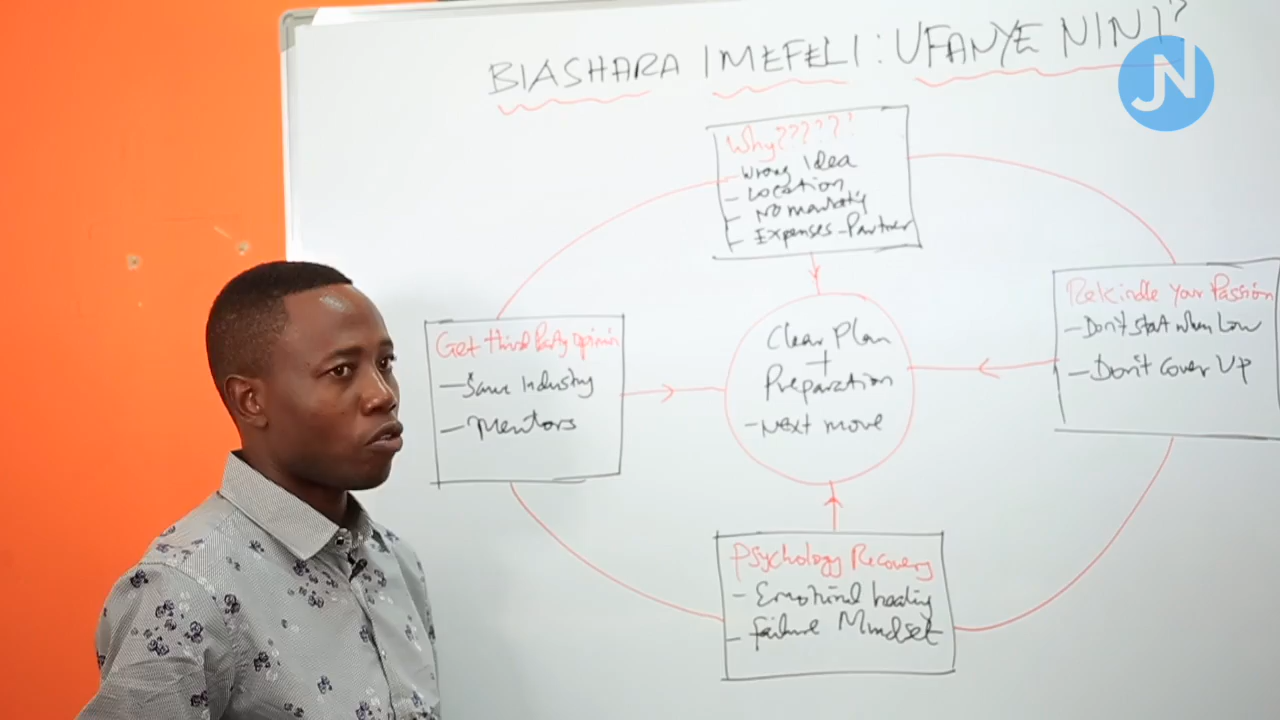 BIASHARA IMEFELI: UFANYE NINI?
JN
Why??????
- Wrong Idea
- Location
- No market
- Expenses - Partner
Get third Party Opinion
- Same Industry
- Mentors
Clear Plan
+
Preparation
- Next move
Rekindle Your Passion
- Don't start when Low
- Don't Cover Up
Psychology Recovery
- Emotional healing
- Failure Mindset